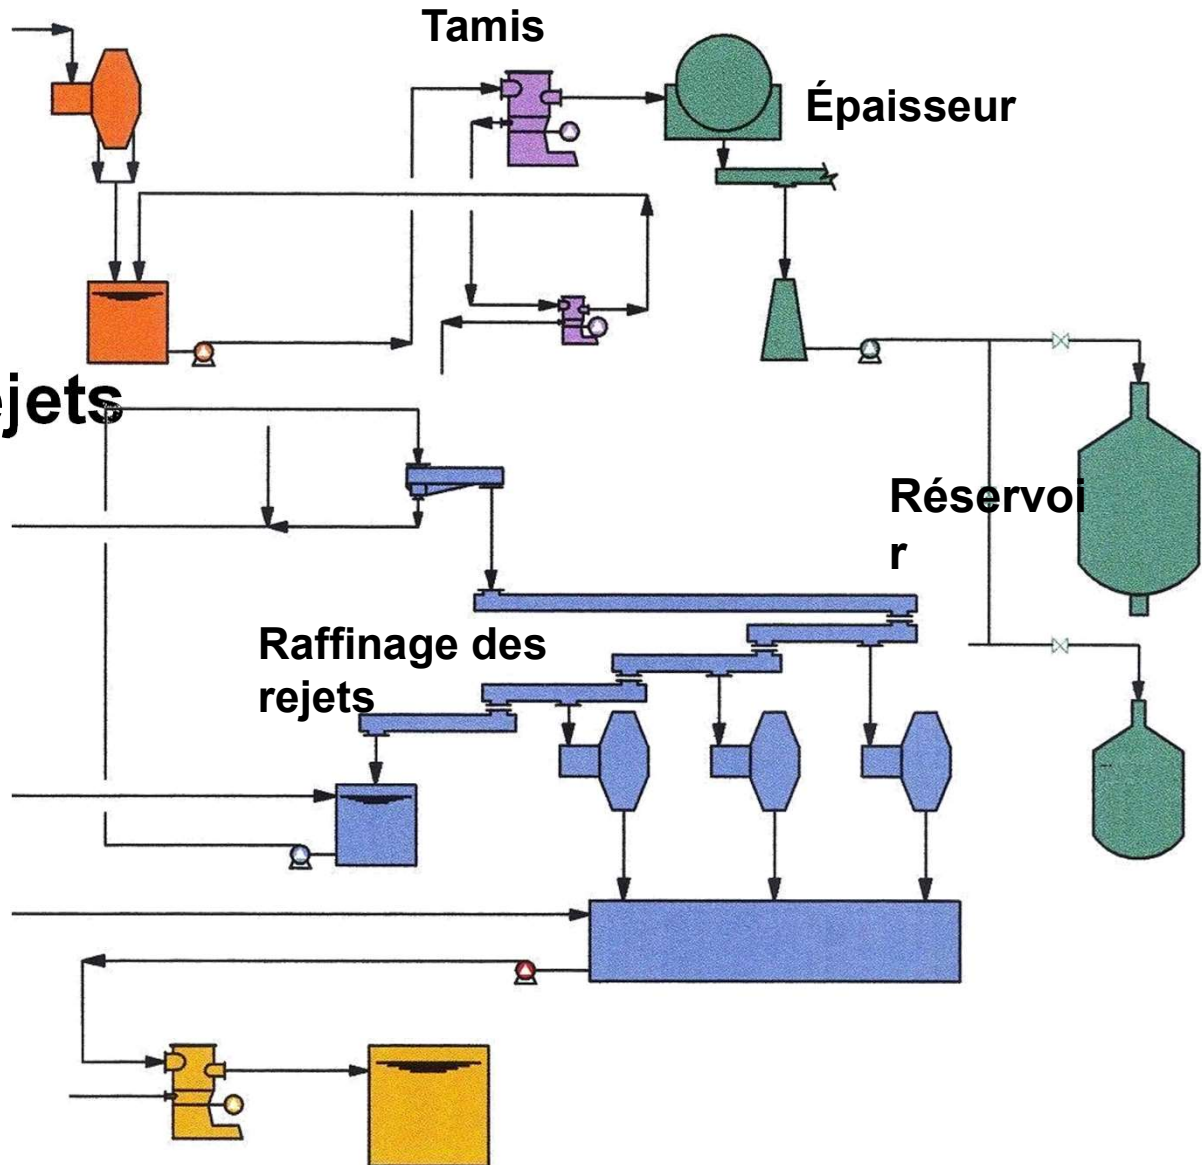 Tamis
Épaisseur
ejets
Réservoi
r
Raffinage des
rejets